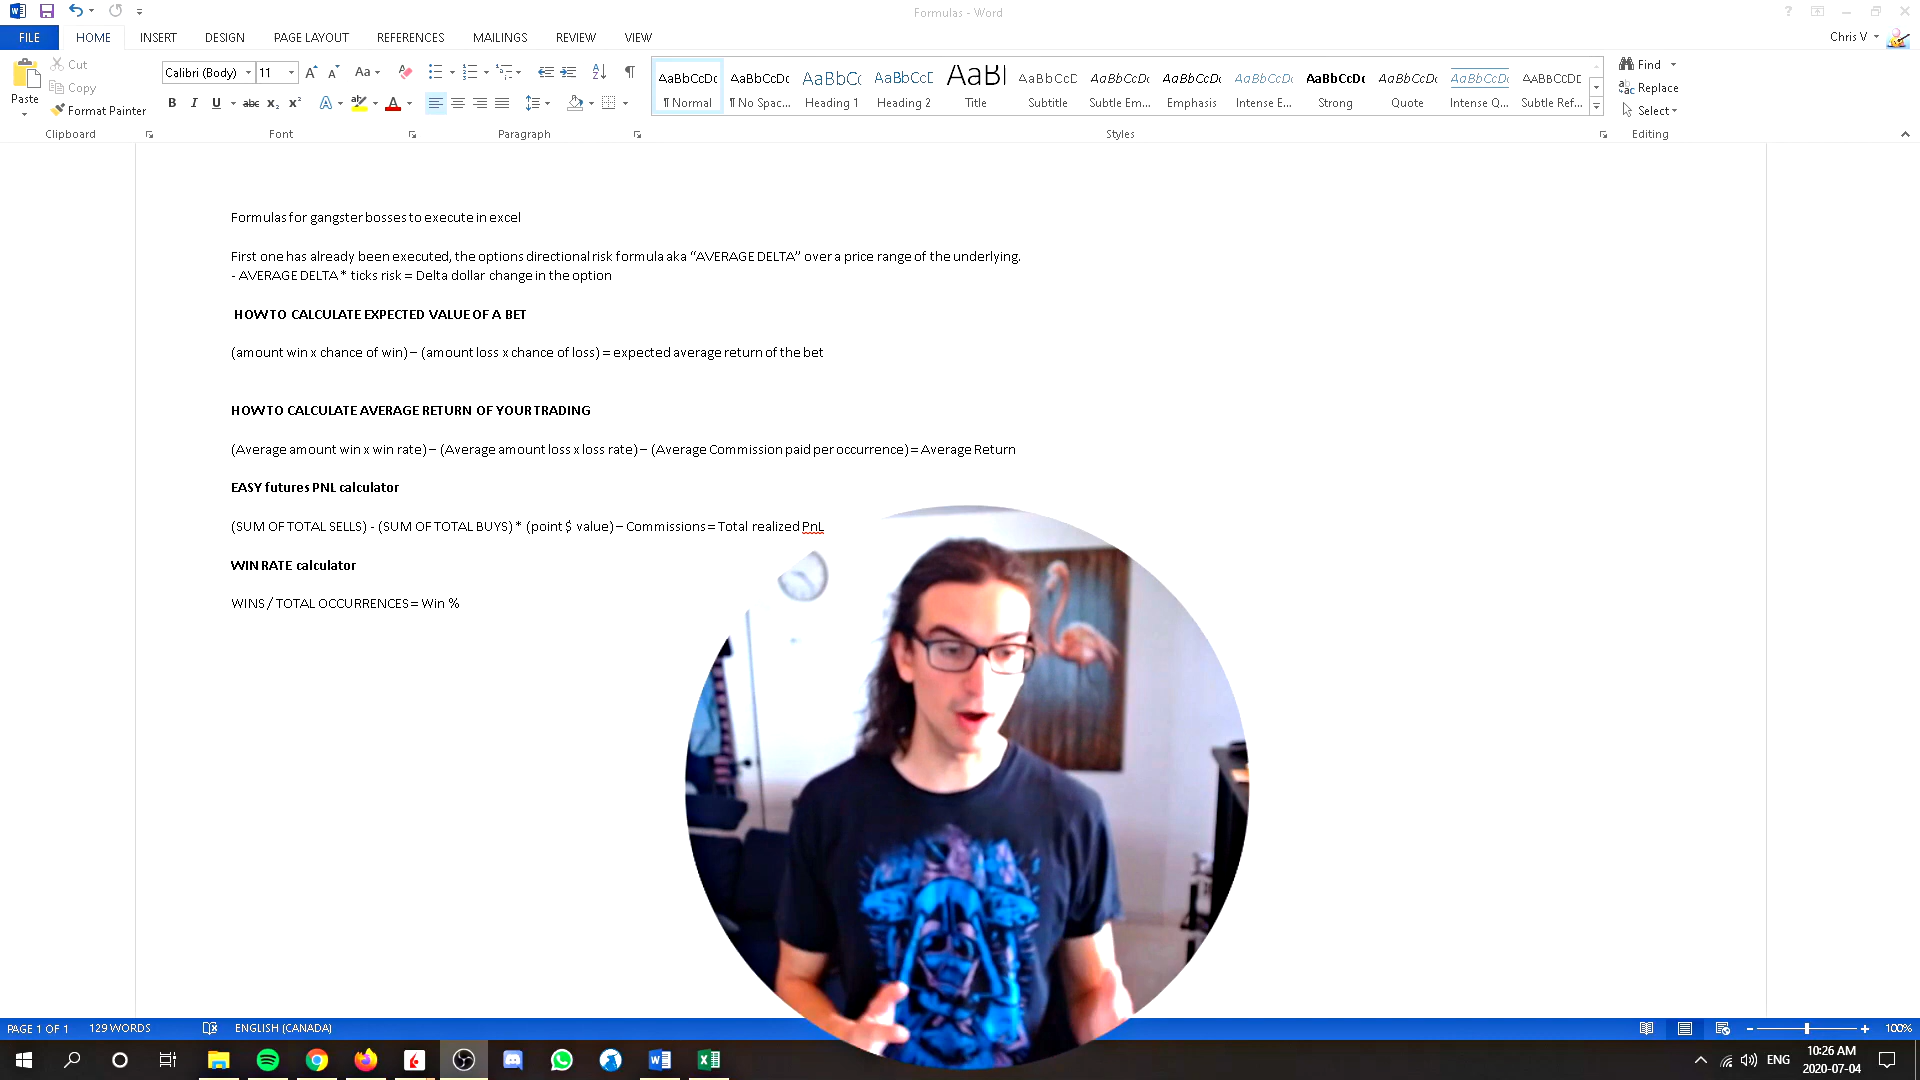 Formulas - Word
FILE HOME INSERT DESIGN PAGE LAYOUT REFERENCES MAILINGS REVIEW VIEW
Chris V
Paste
Cut
Copy
Format Painter
Clipboard
Calibri (Body) 11
Font
Paragraph
AaBbCcDc AaBbCcDc AaBbCc AaBbCcD AaBl AaBbCcD AaBbCcDc AaBbCcDc AaBbCcDc AaBbCcDc AaBbCcDc AaBbCcDc AaBbCcDc
¶ Normal ¶ No Spac... Heading 1 Heading 2 Title Subtitle Subtle Em... Emphasis Intense E... Strong Quote Intense Q... Subtle Ref...
Styles
Find
Replace
Select
Editing
Formulas for gangster bosses to execute in excel
First one has already been executed, the options directional risk formula aka “AVERAGE DELTA” over a price range of the underlying.
- AVERAGE DELTA * ticks risk = Delta dollar change in the option
HOW TO CALCULATE EXPECTED VALUE OF A BET
(amount win x chance of win) – (amount loss x chance of loss) = expected average return of the bet
HOW TO CALCULATE AVERAGE RETURN OF YOUR TRADING
(Average amount win x win rate) – (Average amount loss x loss rate) – (Average Commission paid per occurrence) = Average Return
EASY futures PNL calculator
(SUM OF TOTAL SELLS) - (SUM OF TOTAL BUYS) * (point $ value) – Commissions = Total realized PnL
WIN RATE calculator
WINS / TOTAL OCCURRENCES = Win %
PAGE 1 OF 1 129 WORDS ENGLISH (CANADA)
100%
ENG
10:26 AM
2020-07-04